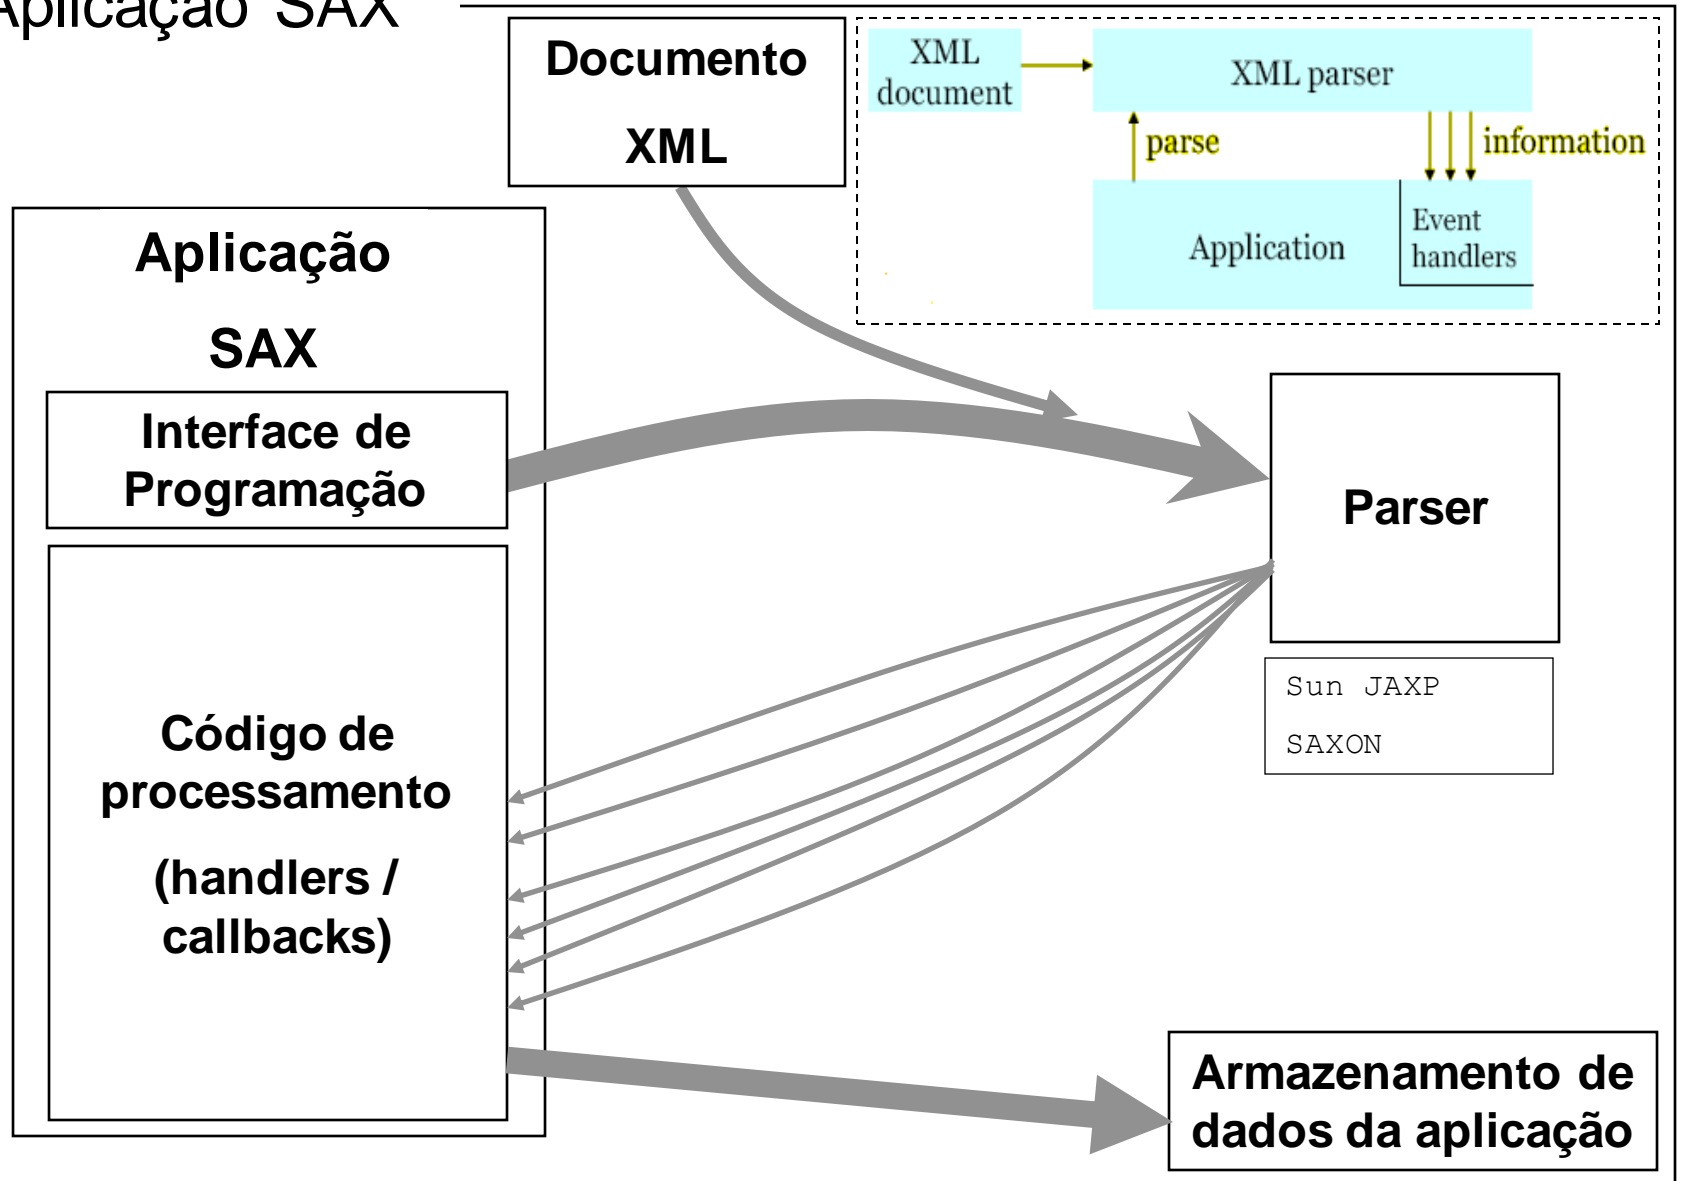 Aplicação SAX
Documento
XML
XML
document
XML parser
parse
information
Application
Event
handlers
Aplicação
SAX
Interface de
Programação
Parser
Sun JAXP
SAXON
Código de
processamento
(handlers /
callbacks)
Armazenamento de
dados da aplicação